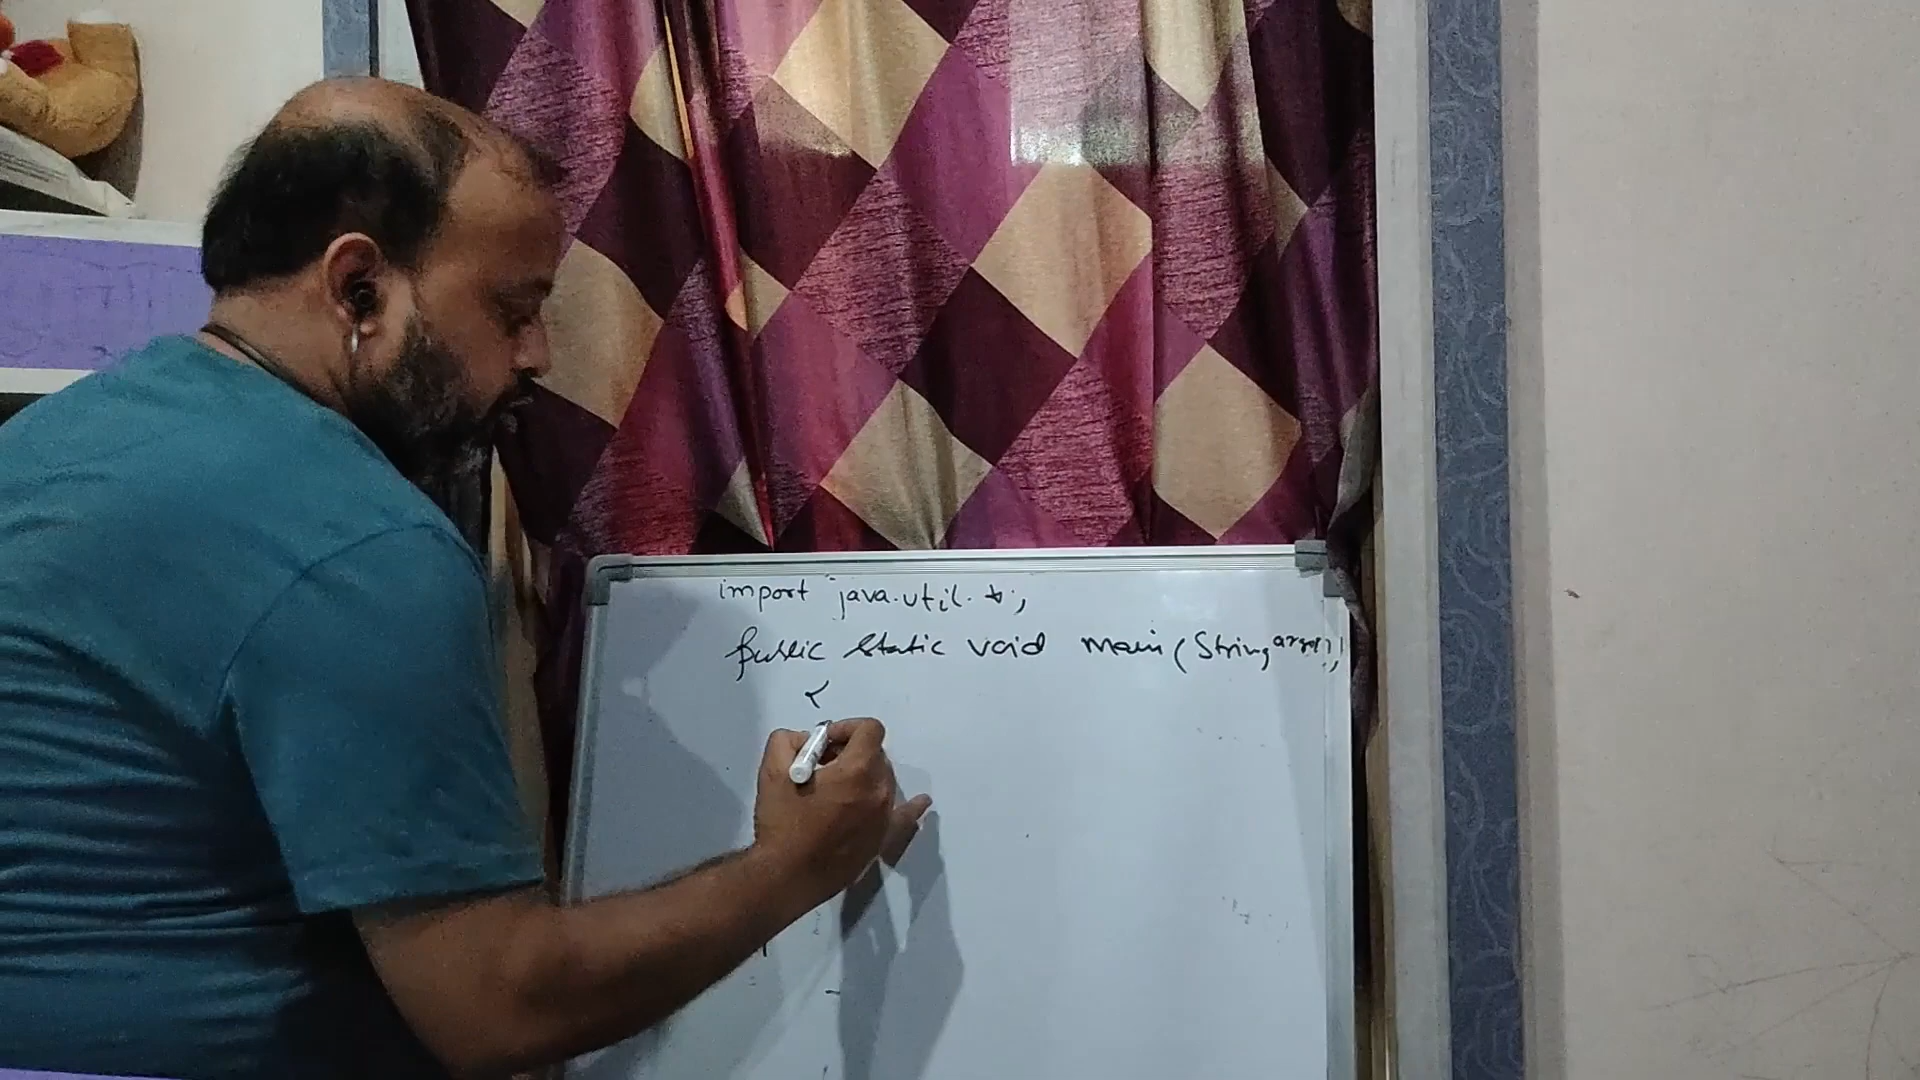 import java.util.*;
public static void main(String args[])
{